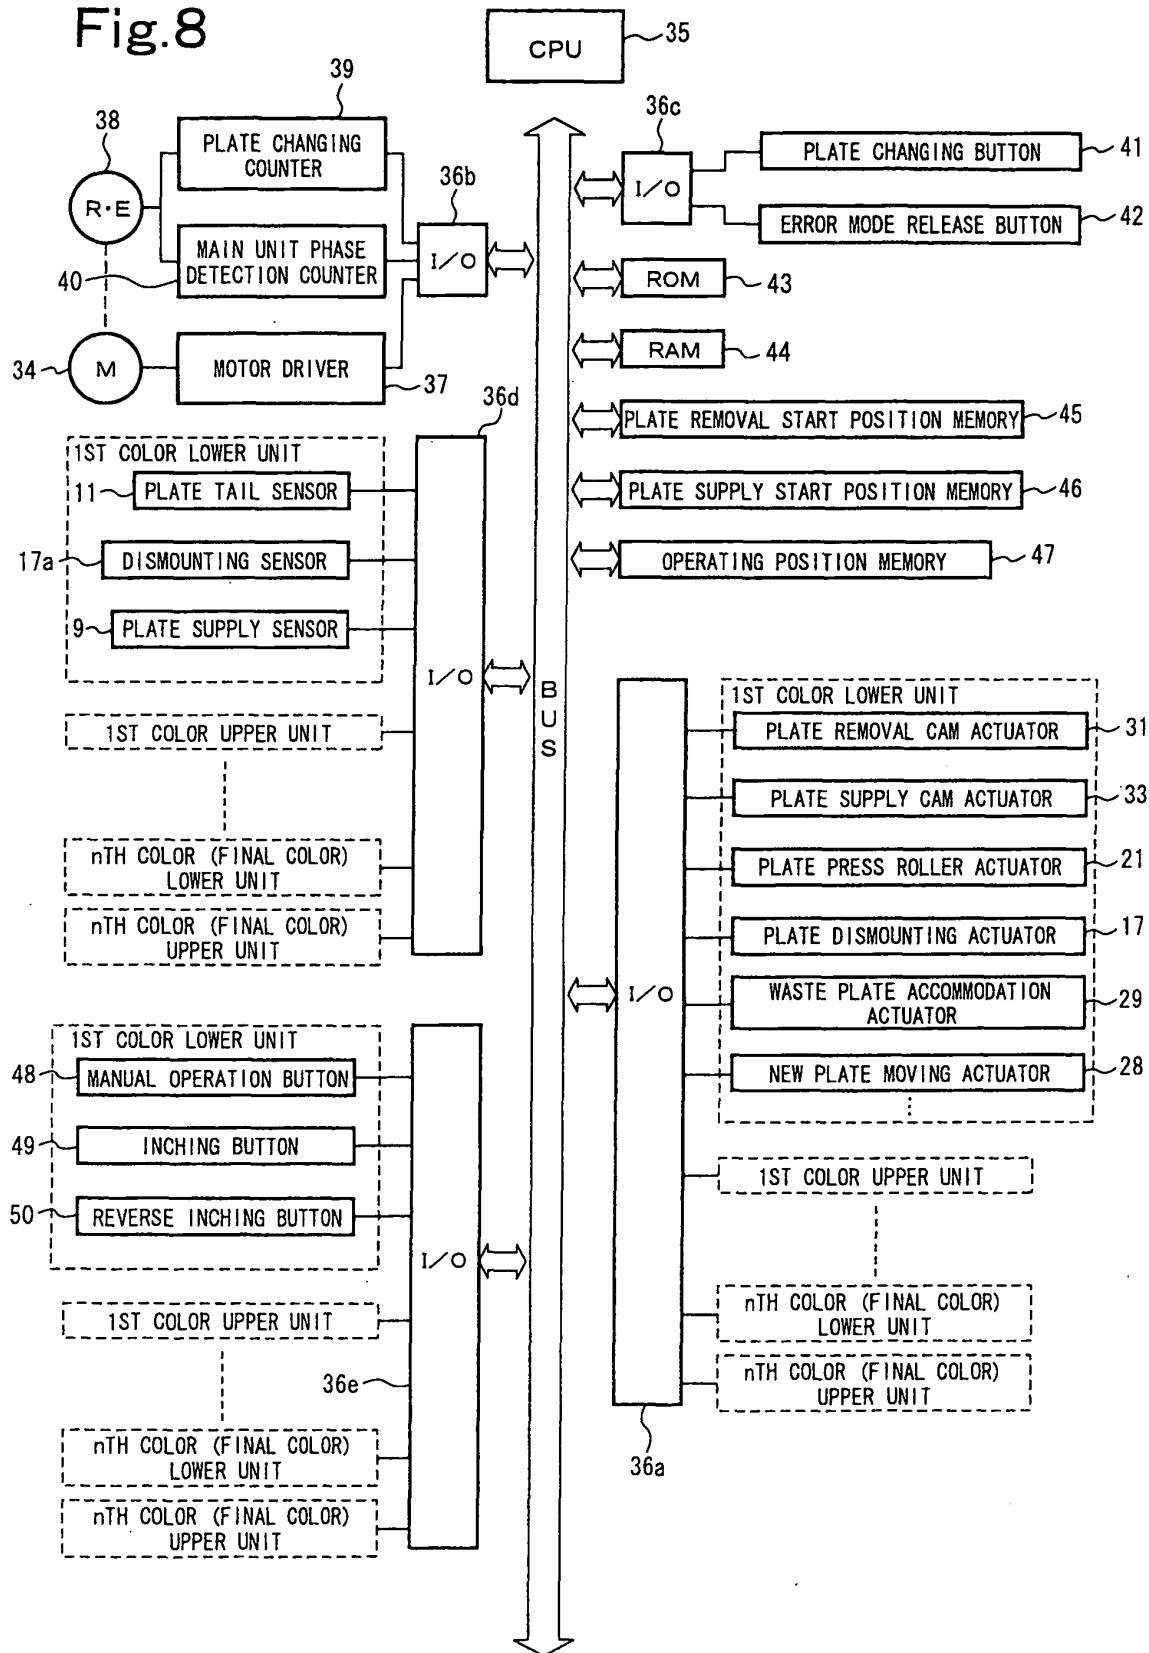 Fig.8
CPU
35
39
38
PLATE CHANGING
COUNTER
R·E
MAIN UNIT PHASE
DETECTION COUNTER
40
36b
I/O
34
M
MOTOR DRIVER
37
36c
I/O
PLATE CHANGING BUTTON
41
ERROR MODE RELEASE BUTTON
42
ROM
43
RAM
44
PLATE REMOVAL START POSITION MEMORY
45
PLATE SUPPLY START POSITION MEMORY
46
OPERATING POSITION MEMORY
47
36d
1ST COLOR LOWER UNIT
11
PLATE TAIL SENSOR
17a
DISMOUNTING SENSOR
9
PLATE SUPPLY SENSOR
I/O
1ST COLOR UPPER UNIT
nTH COLOR (FINAL COLOR)
LOWER UNIT
nTH COLOR (FINAL COLOR)
UPPER UNIT
BUS
1ST COLOR LOWER UNIT
PLATE REMOVAL CAM ACTUATOR
31
PLATE SUPPLY CAM ACTUATOR
33
PLATE PRESS ROLLER ACTUATOR
21
PLATE DISMOUNTING ACTUATOR
17
I/O
WASTE PLATE ACCOMMODATION
ACTUATOR
29
NEW PLATE MOVING ACTUATOR
28
1ST COLOR UPPER UNIT
nTH COLOR (FINAL COLOR)
LOWER UNIT
nTH COLOR (FINAL COLOR)
UPPER UNIT
36a
1ST COLOR LOWER UNIT
48
MANUAL OPERATION BUTTON
49
INCHING BUTTON
50
REVERSE INCHING BUTTON
I/O
1ST COLOR UPPER UNIT
36e
nTH COLOR (FINAL COLOR)
LOWER UNIT
nTH COLOR (FINAL COLOR)
UPPER UNIT